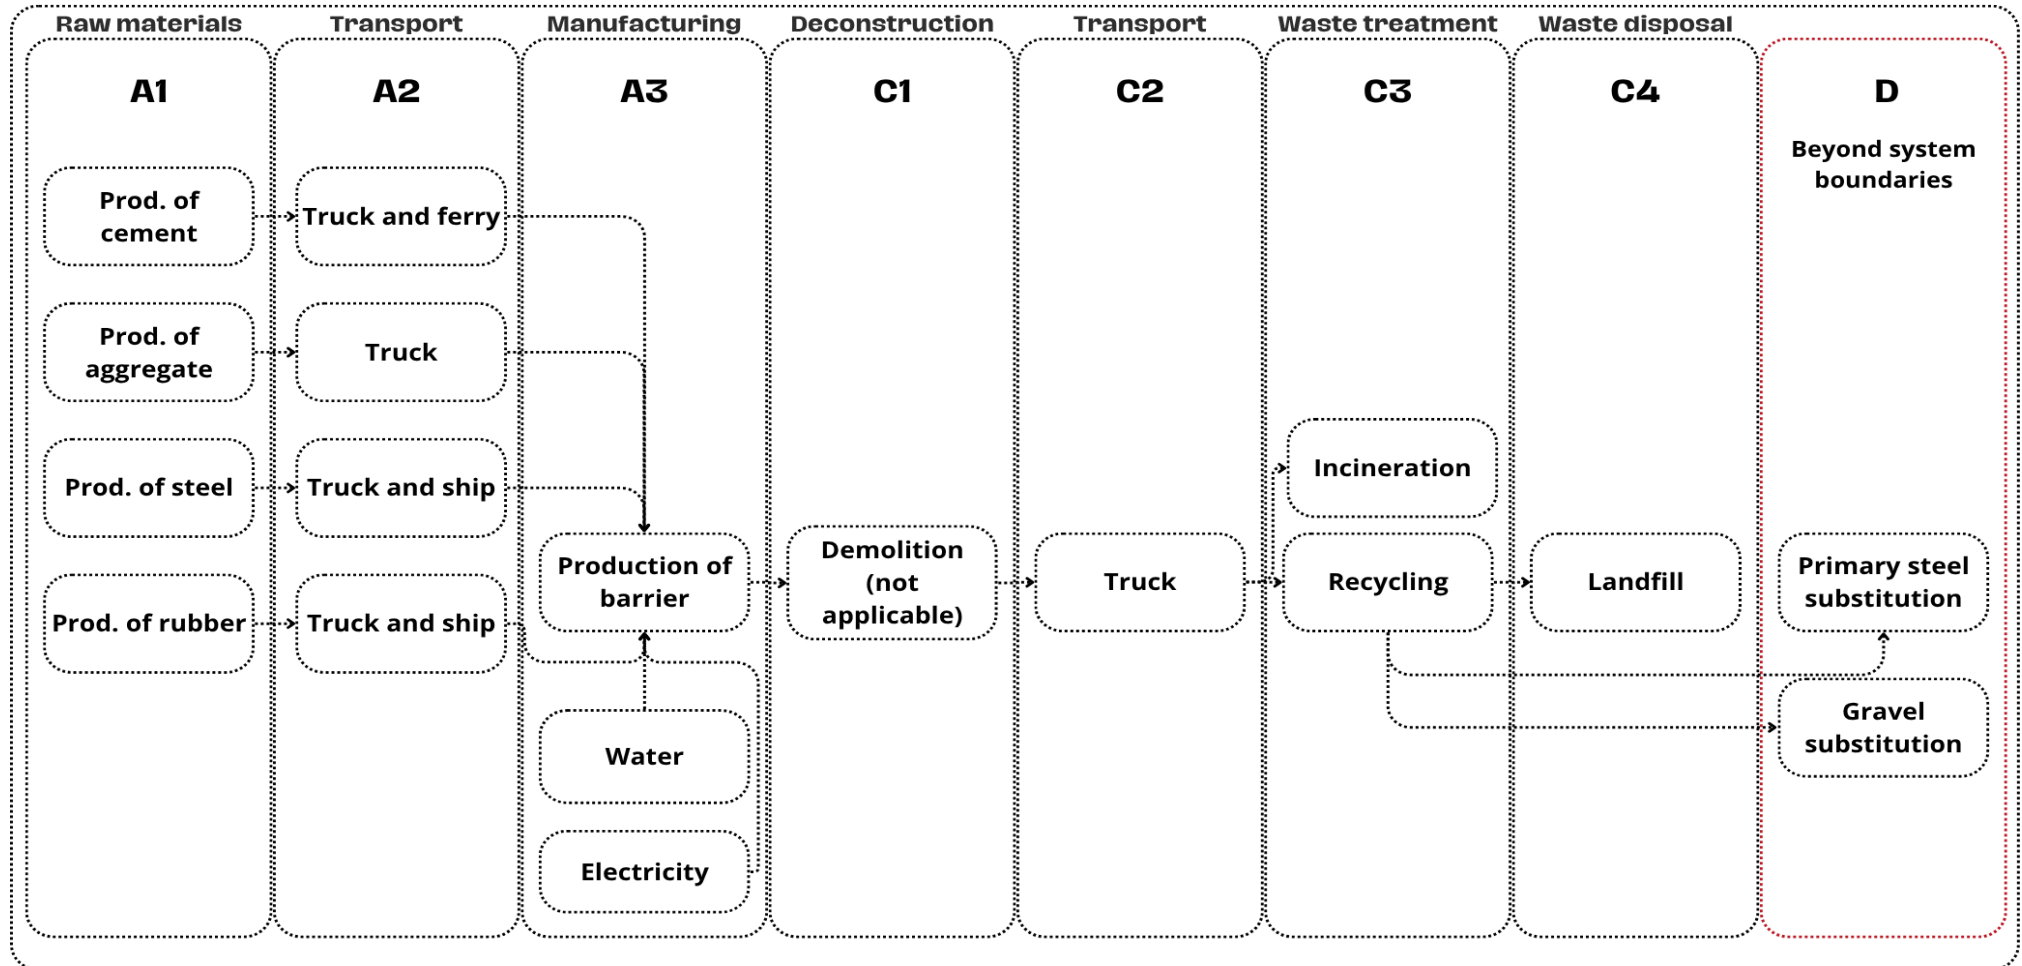 Raw materials
Transport
Manufacturing
Deconstruction
Transport
Waste treatment
Waste disposal
A1
A2
A3
C1
C2
C3
C4
D
Beyond system
boundaries
Prod. of
cement
Truck and ferry
Prod. of
aggregate
Truck
Prod. of steel
Truck and ship
Prod. of rubber
Truck and ship
Production of
barrier
Water
Electricity
Demolition
(not
applicable)
Truck
Incineration
Recycling
Landfill
Primary steel
substitution
Gravel
substitution